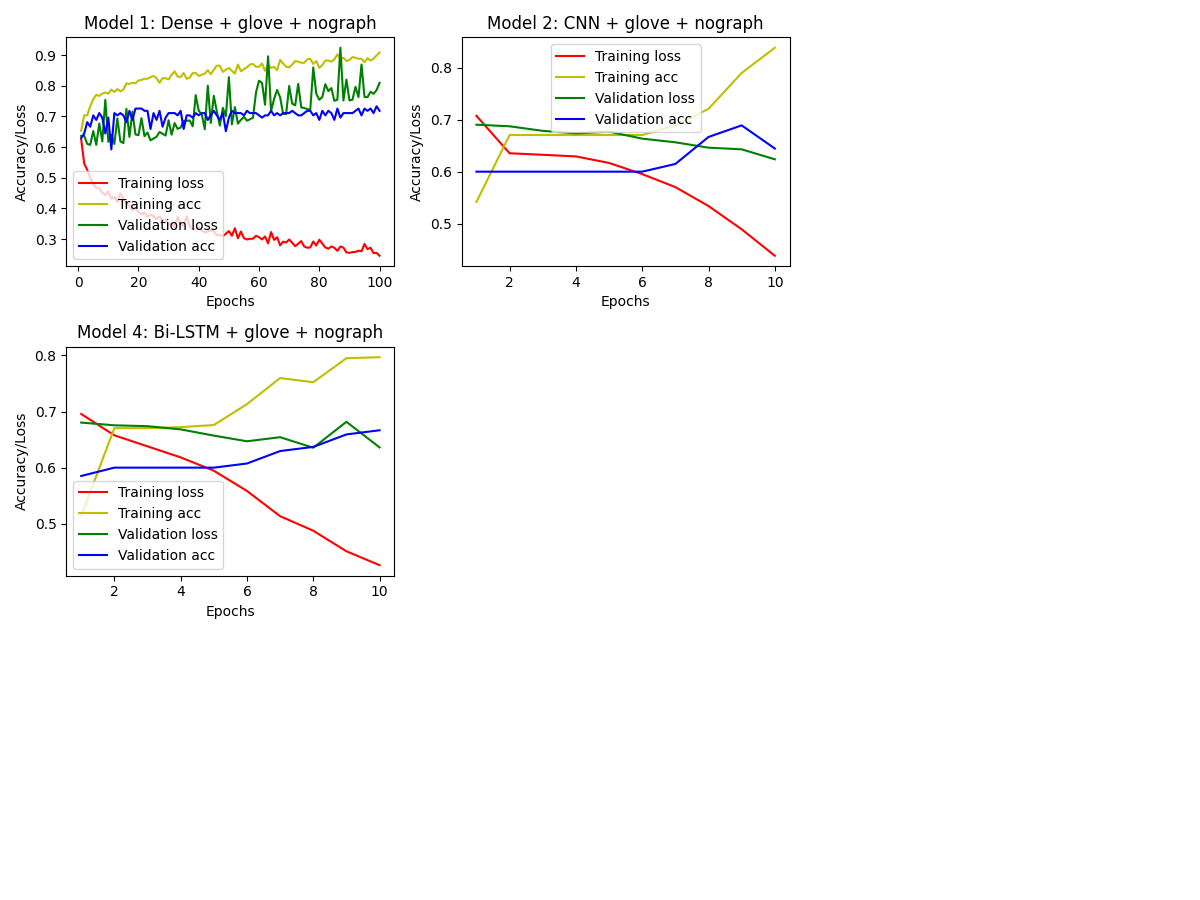 Model 1: Dense + glove + nograph
Accuracy/Loss
0.9
0.8
0.7
0.6
0.5
0.4
0.3
Training loss
Training acc
Validation loss
Validation acc
0 20 40 60 80 100
Epochs
Model 2: CNN + glove + nograph
Accuracy/Loss
0.8
0.7
0.6
0.5
Training loss
Training acc
Validation loss
Validation acc
2 4 6 8 10
Epochs
Model 4: Bi-LSTM + glove + nograph
Accuracy/Loss
0.8
0.7
0.6
0.5
Training loss
Training acc
Validation loss
Validation acc
2 4 6 8 10
Epochs